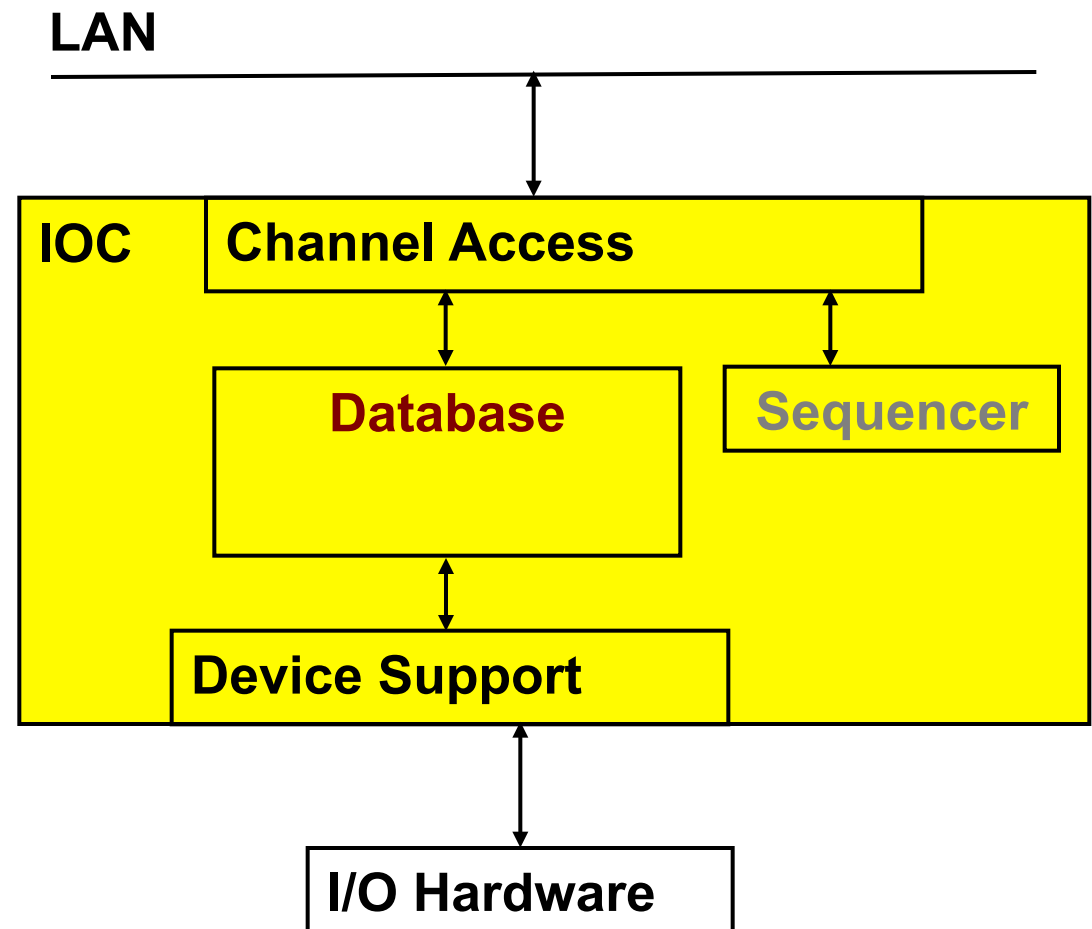 LAN
IOC
Channel Access
Database
Sequencer
Device Support
I/O Hardware